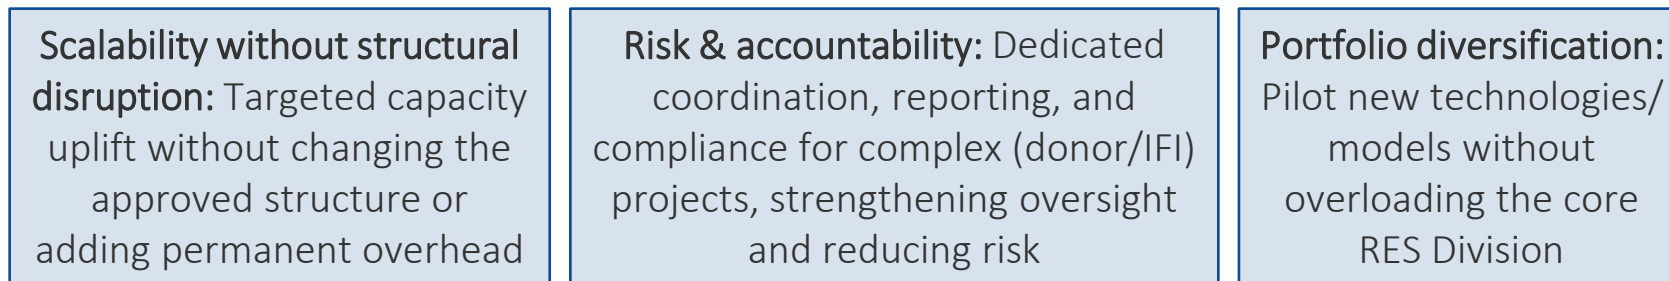 Scalability without structural
disruption: Targeted capacity
uplift without changing the
approved structure or
adding permanent overhead
Risk & accountability: Dedicated
coordination, reporting, and
compliance for complex (donor/IFI)
projects, strengthening oversight
and reducing risk
Portfolio diversification:
Pilot new technologies/
models without
overloading the core
RES Division